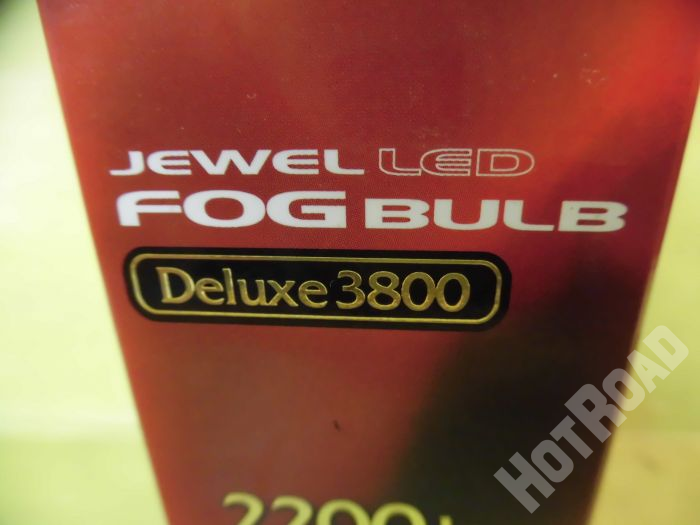 JEWEL LED
FOG BULB
Deluxe 3800
HOTROAD